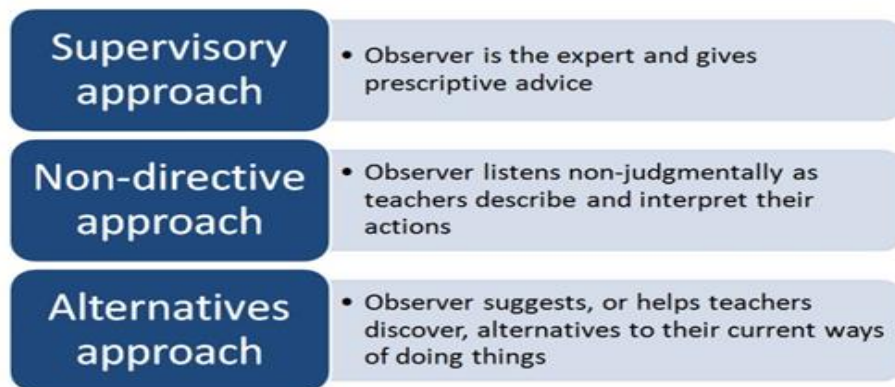 Supervisory
approach
• Observer is the expert and gives
prescriptive advice
Non-directive
approach
• Observer listens non-judgmentally as
teachers describe and interpret their
actions
Alternatives
approach
• Observer suggests, or helps teachers
discover, alternatives to their current ways
of doing things